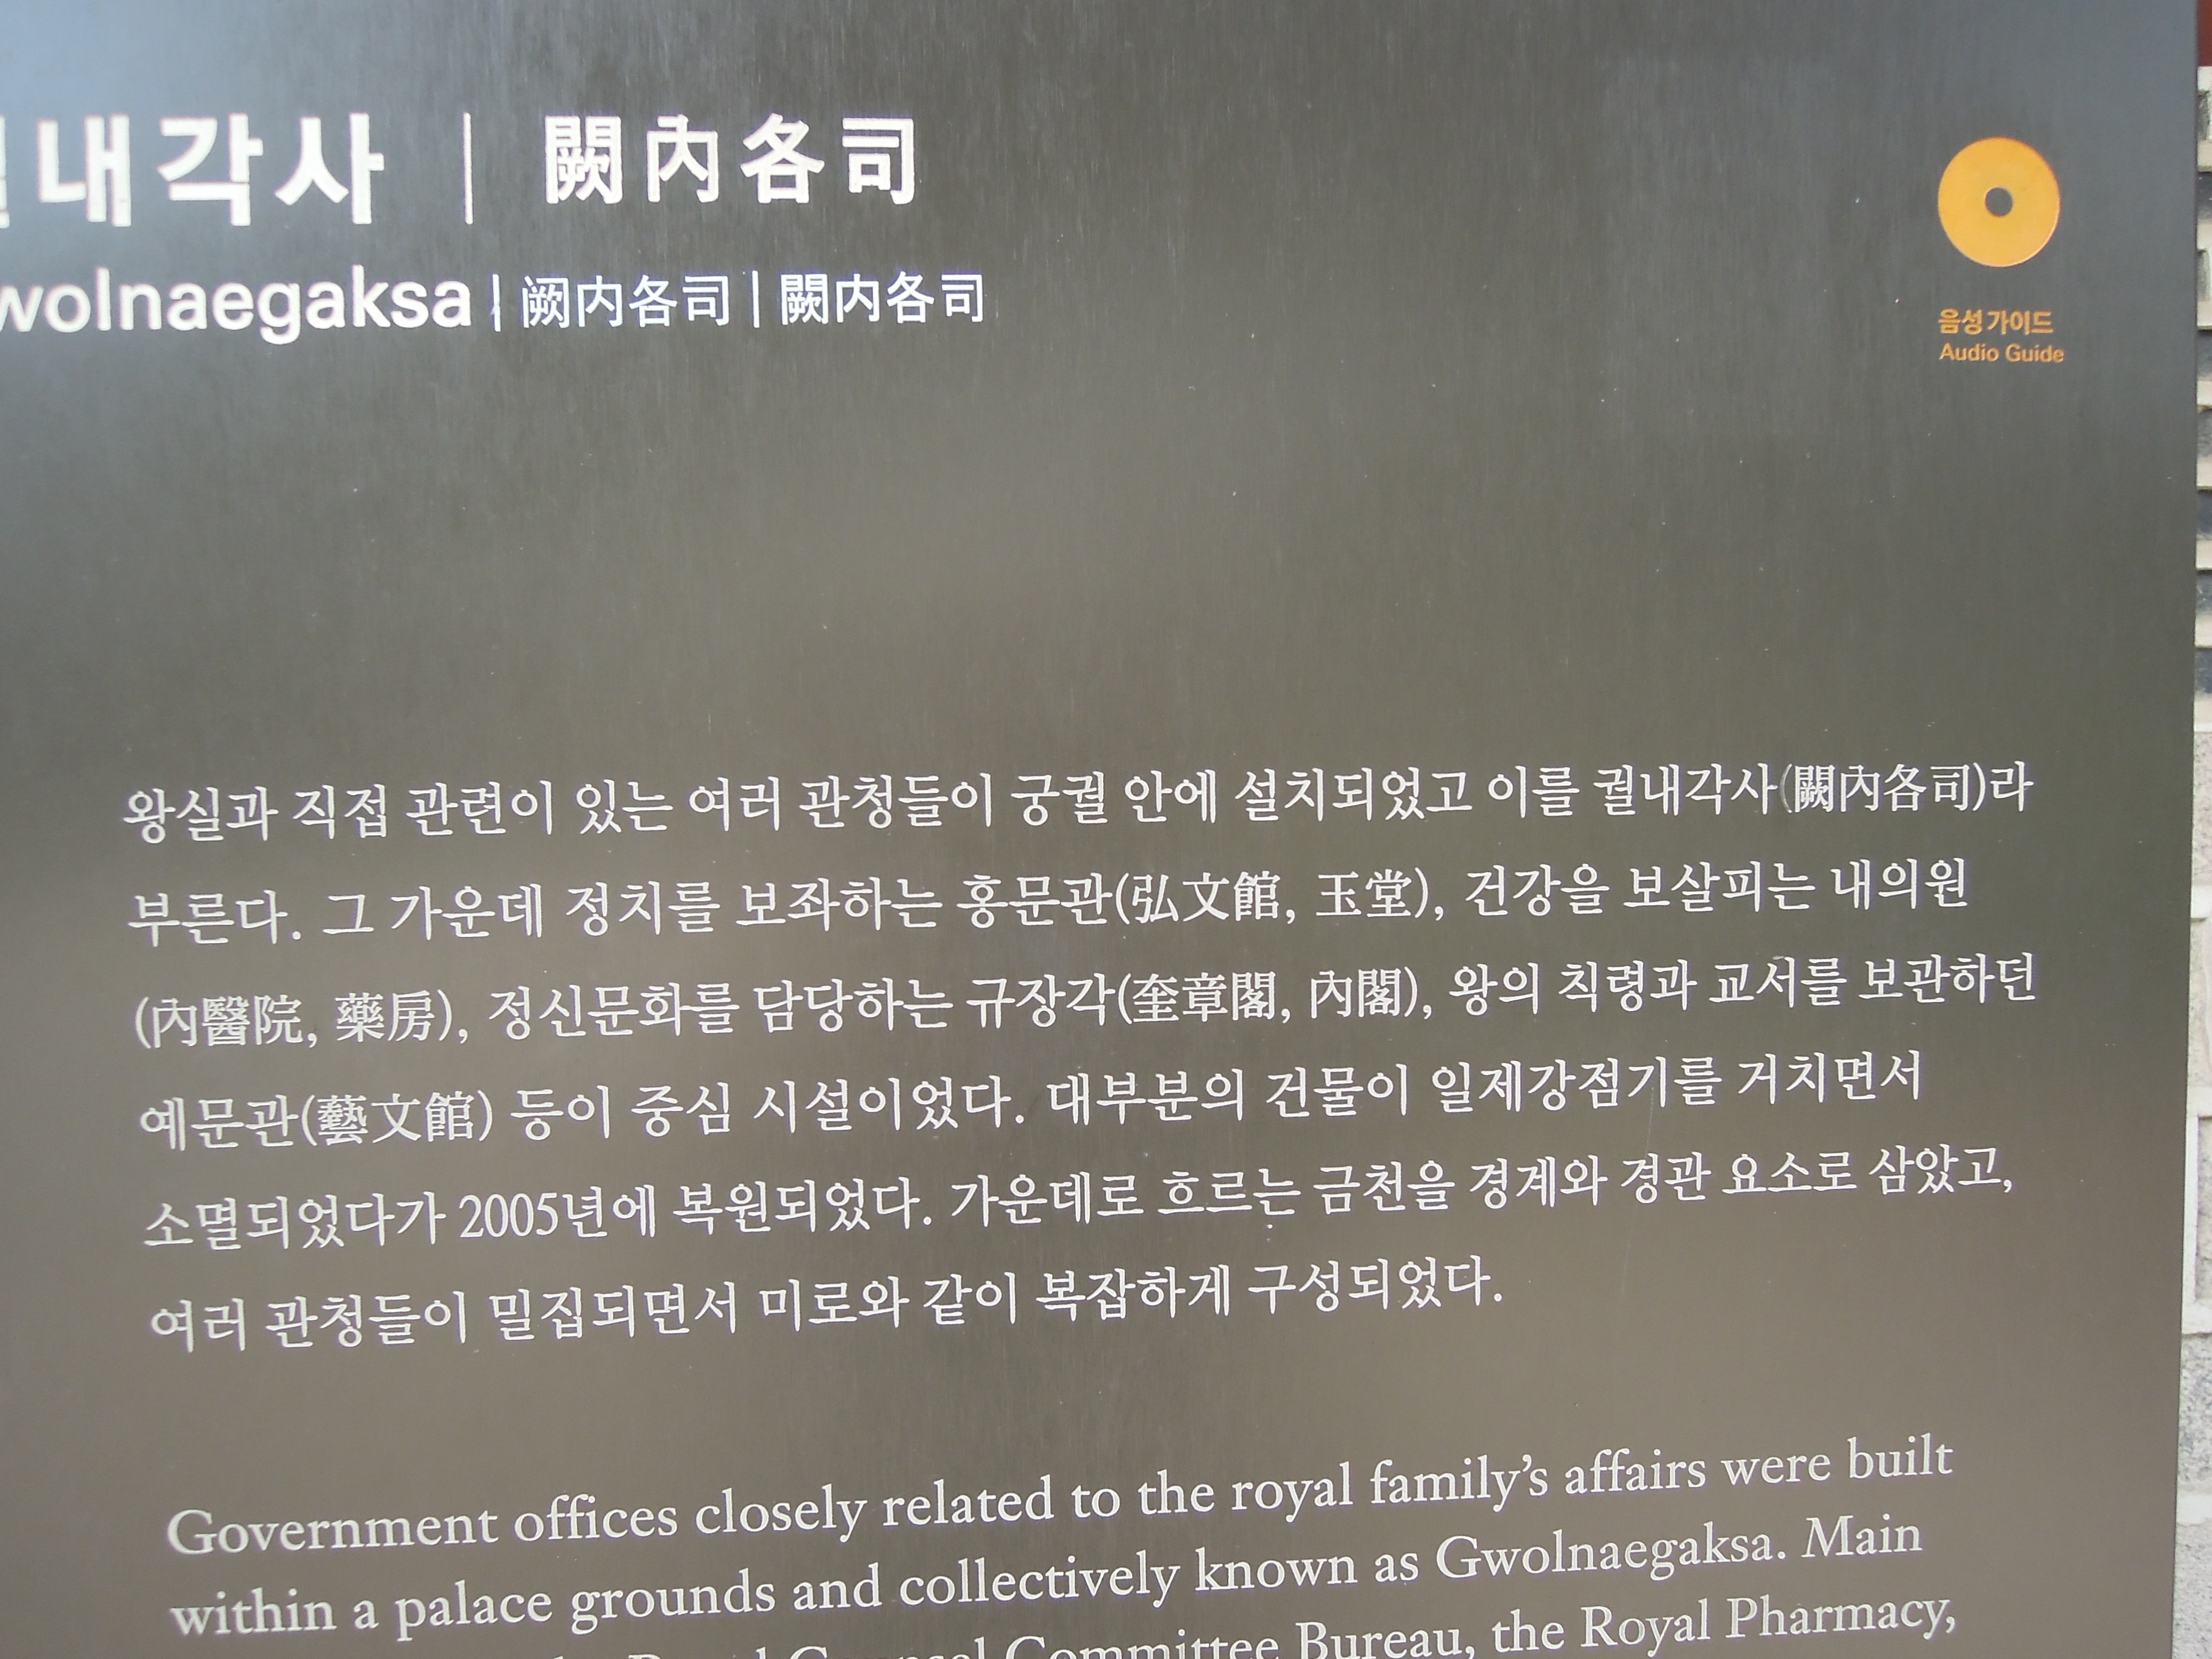 내각사 | 闕內各司
wolnaegaksa | 阙内各司 | 闕内各司
음성 가이드
Audio Guide
왕실과 직접 관련이 있는 여러 관청들이 궁궐 안에 설치되었고 이를 궐내각사(闕內各司)라
부른다. 그 가운데 정치를 보좌하는 홍문관(弘文館, 玉堂), 건강을 보살피는 내의원
(內醫院, 藥房), 정신문화를 담당하는 규장각(奎章閣, 內閣), 왕의 칙령과 교서를 보관하던
예문관(藝文館) 등이 중심 시설이었다. 대부분의 건물이 일제강점기를 거치면서
소멸되었다가 2005년에 복원되었다. 가운데로 흐르는 금천을 경계와 경관 요소로 삼았고,
여러 관청들이 밀집되면서 미로와 같이 복잡하게 구성되었다.
Government offices closely related to the royal family’s affairs were built
within a palace grounds and collectively known as Gwolnaegaksa. Main
Counsel Committee Bureau, the Royal Pharmacy,